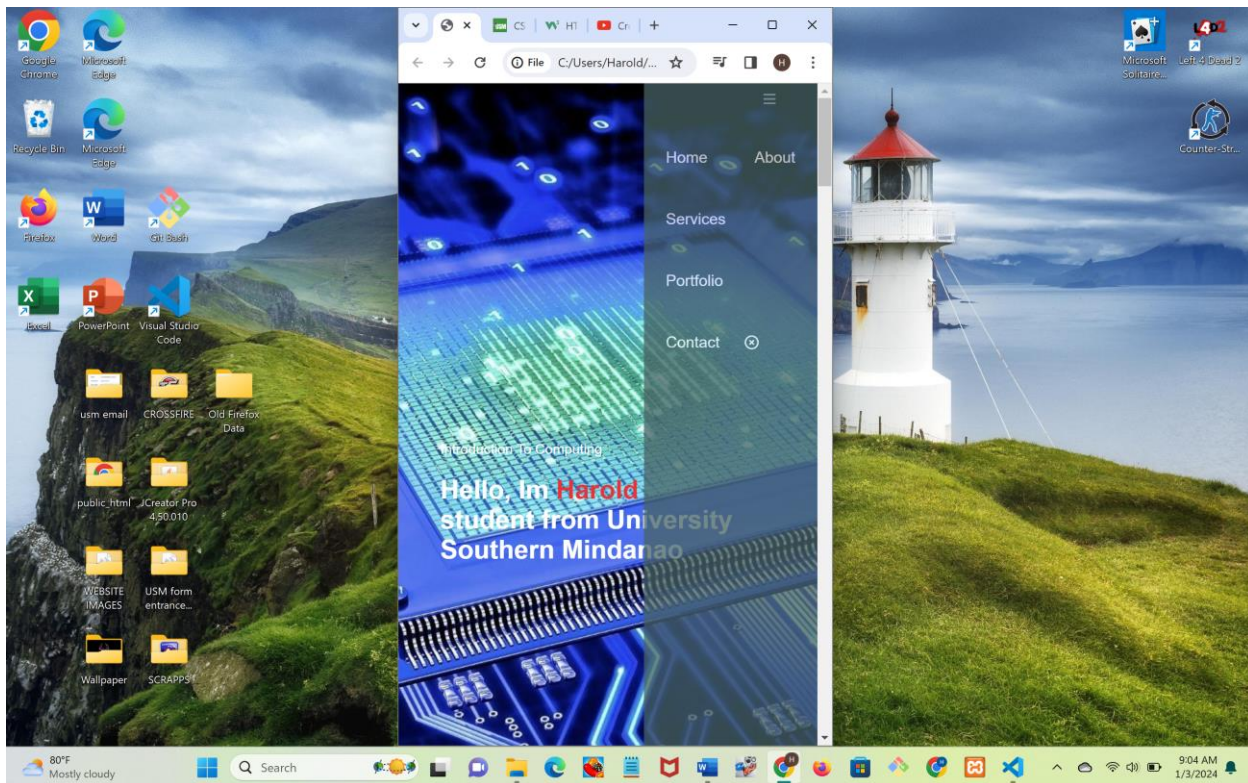 Google
Chrome
Microsoft
Edge
Recycle Bin
Microsoft
Edge
Firefox
Word
Git Bash
Excel
PowerPoint
Visual Studio
Code
usm email
CROSSFIRE
Old Firefox
Data
public_html
JCreator Pro
4.50.010
WEBSITE
IMAGES
USM form
entrance...
Wallpaper
SCRAPPS
CS
HT
Cr
File
C:/Users/Harold/...
H
Home
About
Services
Portfolio
Contact
Introduction To Computing
Hello, Im Harold
student from University
Southern Mindanao
Microsoft
Solitaire...
Left 4 Dead 2
Counter-Str...
80°F
Mostly cloudy
Search
9:04 AM